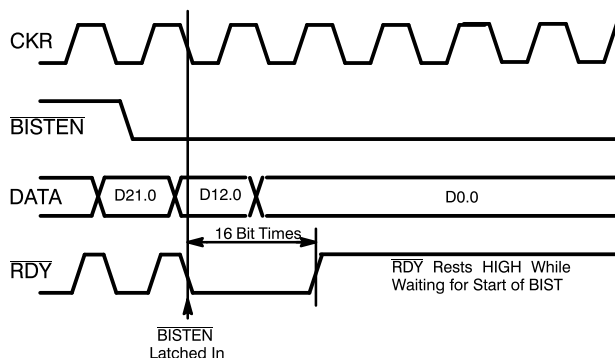 CKR
BISTEN
DATA D21.0 D12.0 D0.0
16 Bit Times
RDY RDY Rests HIGH While
Waiting for Start of BIST
BISTEN
Latched In